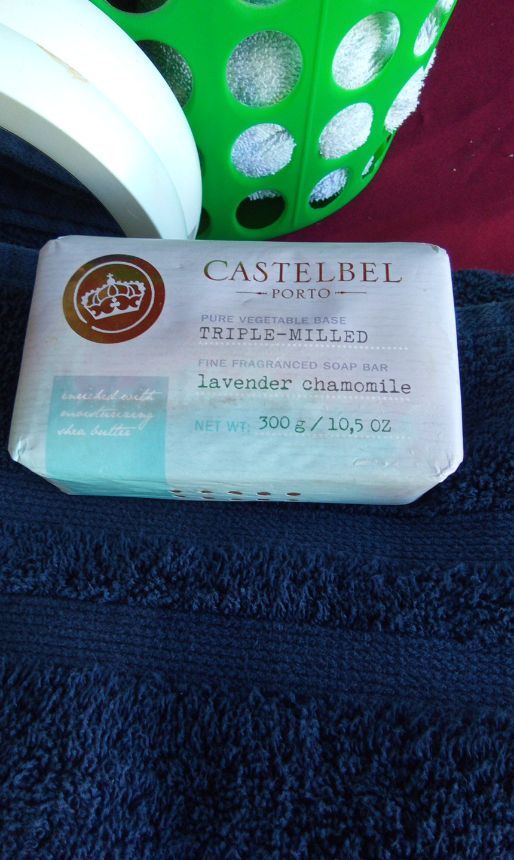 CASTELBEL
PORTO
PURE VEGETABLE BASE
TRIPLE-MILLED
FINE FRAGRANCED SOAP BAR
lavender chamomile
NET WT: 300 g / 10,5 OZ
enriched with
moisturizing
shea butter